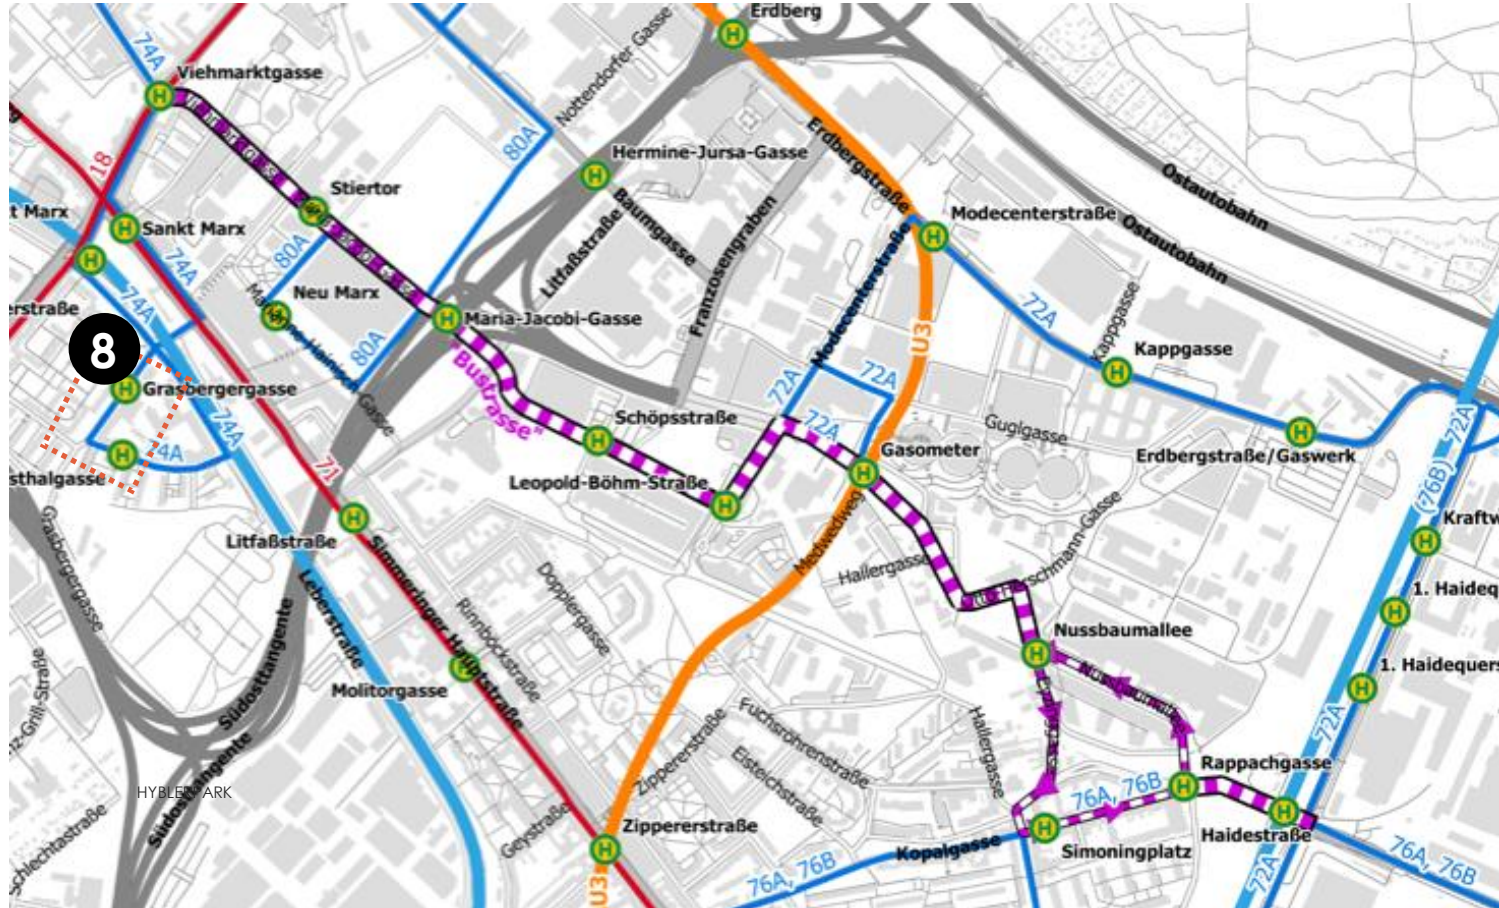 Erdberg
74A
Viehmarktgasse
Nottendorfer Gasse
80A
18
Hermine-Jursa-Gasse
Erdbergstraße
Ostautobahn
Stiertor
Baumgasse
t Marx
Sankt Marx
Litfaßstraße
Franzosengraben
Modecenterstraße
Ostautobahn
74A
80A
Modecenterstraße
Neu Marx
72A
Kappgasse
erstraße
74A
Maria-Jacobi-Gasse
U3
Kappgasse
8
80A
"Bustrasse"
72A
Grasbergergasse
72A
74A
Schöpsstraße
72A
Guglgasse
72A
74A
Gasometer
Erdbergstraße/Gaswerk
sthalgasse
71
Leopold-Böhm-Straße
(76B)
Grasbergergasse
Litfaßstraße
Medwedweg
Kraftw
Simmeringer Hauptstraße
Hallergasse
1. Haideq
Leberstraße
Rinnböckstraße
Dopplergasse
Nussbaumallee
1. Haidequers
Südosttangente
Molitorgasse
72A
Fuchsröhrenstraße
Hallergasse
Zippererstraße
Eisteichstraße
Rappachgasse
Südosttangente
HYBLERPARK
76A, 76B
Geystraße
Zippererstraße
Haidestraße
Kopalgasse
Simoningplatz
76A, 76B
U3
76A, 76B
72A